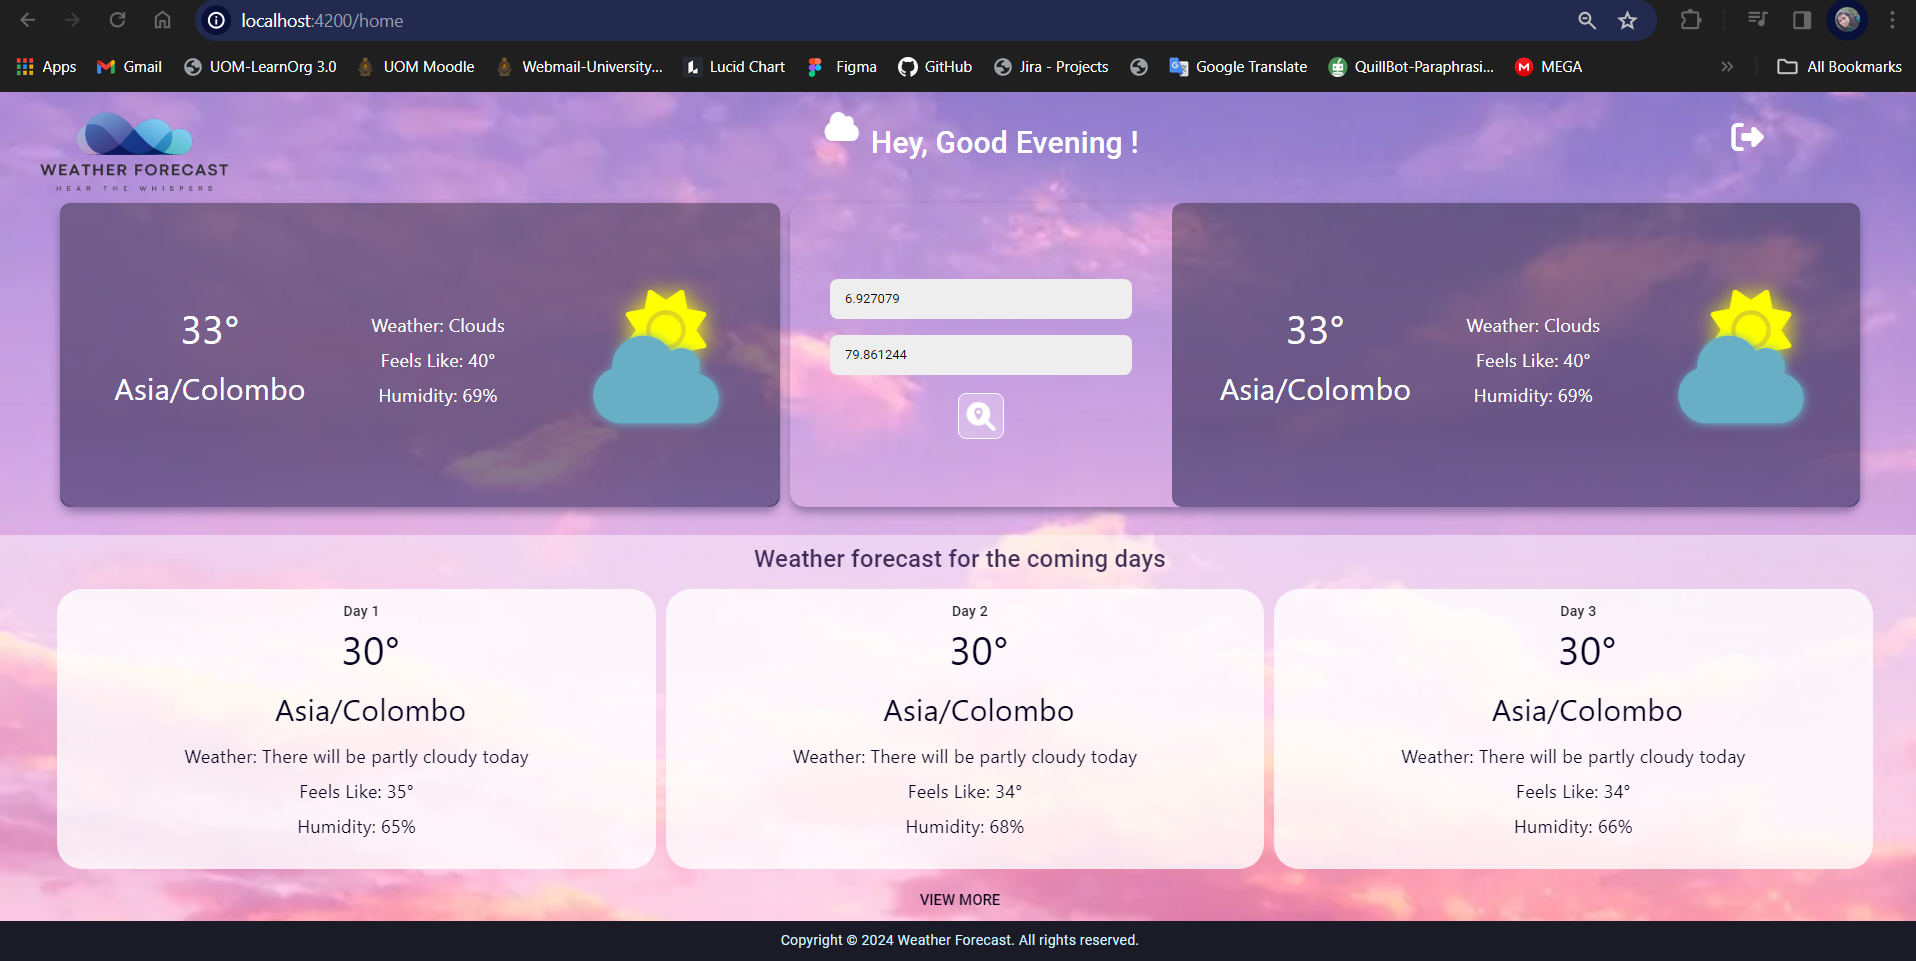 localhost:4200/home
Apps
Gmail
UOM-LearnOrg 3.0
UOM Moodle
Webmail-University...
Lucid Chart
Figma
GitHub
Jira - Projects
Google Translate
QuillBot-Paraphrasi...
MEGA
All Bookmarks
WEATHER FORECAST
HEAR THE WHISPERS
Hey, Good Evening !
33°
Asia/Colombo
Weather: Clouds
Feels Like: 40°
Humidity: 69%
6.927079
79.861244
33°
Asia/Colombo
Weather: Clouds
Feels Like: 40°
Humidity: 69%
Weather forecast for the coming days
Day 1
30°
Asia/Colombo
Weather: There will be partly cloudy today
Feels Like: 35°
Humidity: 65%
Day 2
30°
Asia/Colombo
Weather: There will be partly cloudy today
Feels Like: 34°
Humidity: 68%
Day 3
30°
Asia/Colombo
Weather: There will be partly cloudy today
Feels Like: 34°
Humidity: 66%
VIEW MORE
Copyright © 2024 Weather Forecast. All rights reserved.